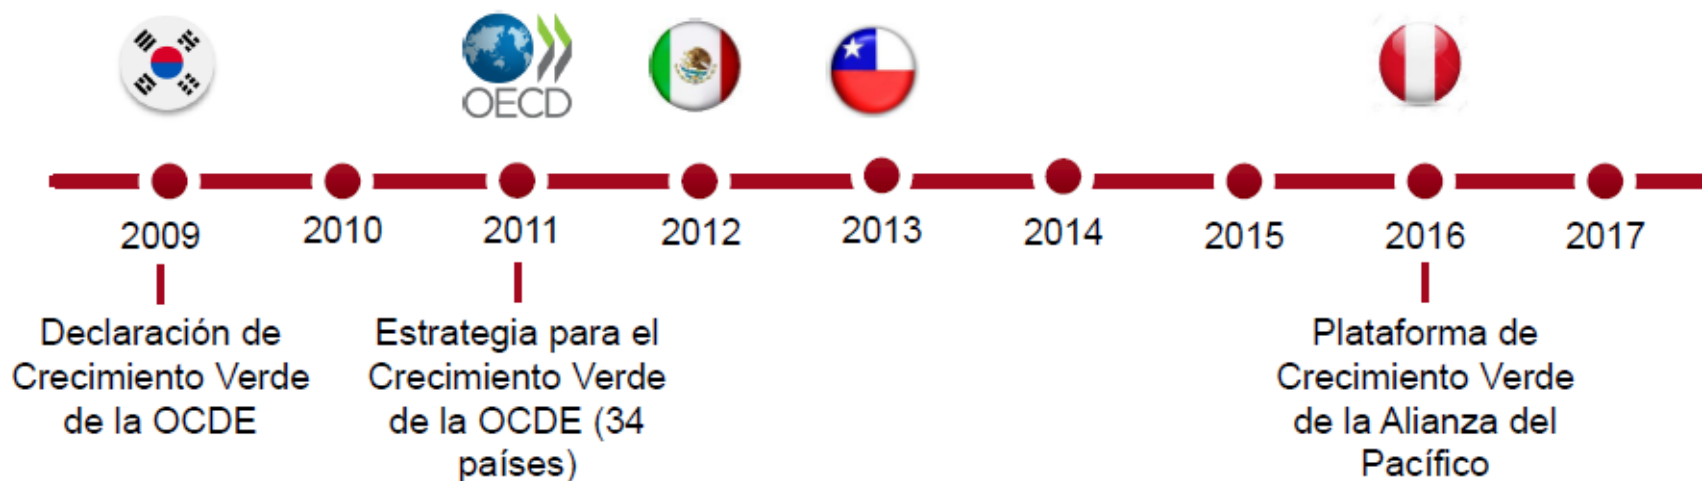 OECD
2009
2010
2011
2012
2013
2014
2015
2016
2017
Declaración de
Crecimiento Verde
de la OCDE
Estrategia para el
Crecimiento Verde
de la OCDE (34
países)
Plataforma de
Crecimiento Verde
de la Alianza del
Pacífico